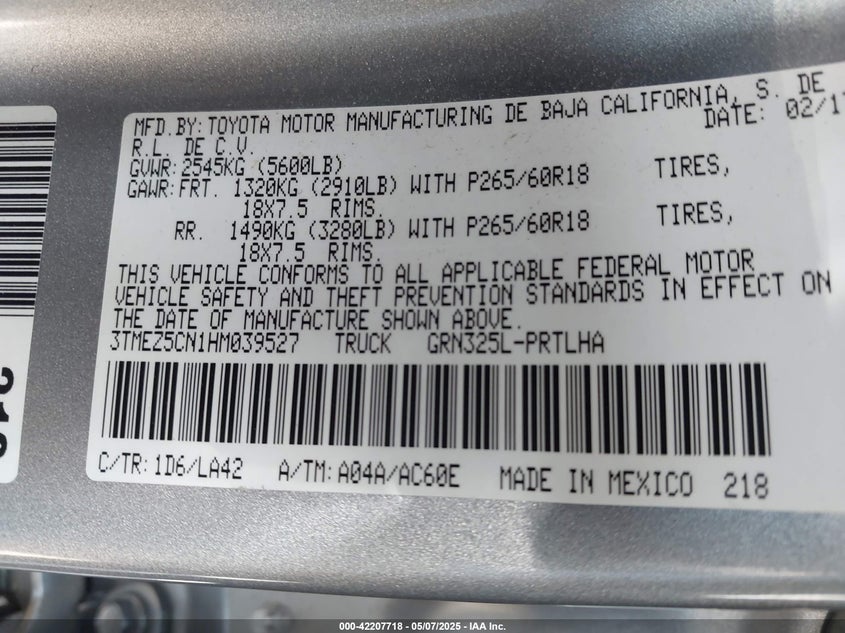 MFD.BY:TOYOTA MOTOR MANUFACTURING DE BAJA CALIFORNIA, S. DE
R.L. DE C.V. DATE: 02/1
GVWR:2545KG (5600LB)
GAWR:FRT. 1320KG (2910LB) WITH P265/60R18 TIRES,
18X7.5 RIMS.
RR. 1490KG (3280LB) WITH P265/60R18 TIRES,
18X7.5 RIMS.
THIS VEHICLE CONFORMS TO ALL APPLICABLE FEDERAL MOTOR
VEHICLE SAFETY AND THEFT PREVENTION STANDARDS IN EFFECT ON
THE DATE OF MANUFACTURE SHOWN ABOVE.
3TMEZ5CN1HM039527 TRUCK GRN325L-PRTLHA
C/TR:1D6/LA42 A/TM:A04A/AC60E MADE IN MEXICO 218
000-42207718 - 05/07/2025 - IAA Inc.